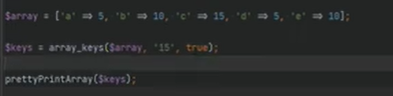 $array = ['a' => 5, 'b' => 10, 'c' => 15, 'd' => 5, 'e' => 10];
$keys = array_keys($array, '15', true);
prettyPrintArray($keys);